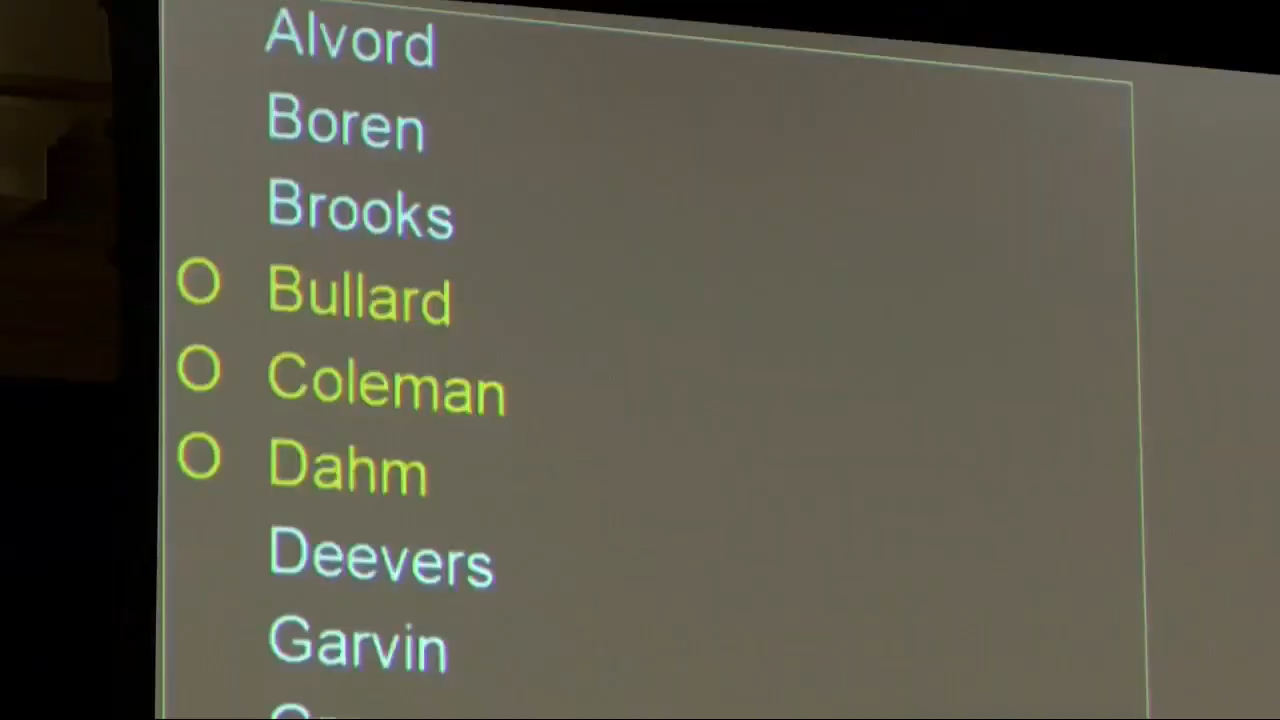 Alvord
Boren
Brooks
O Bullard
O Coleman
O Dahm
Deevers
Garvin